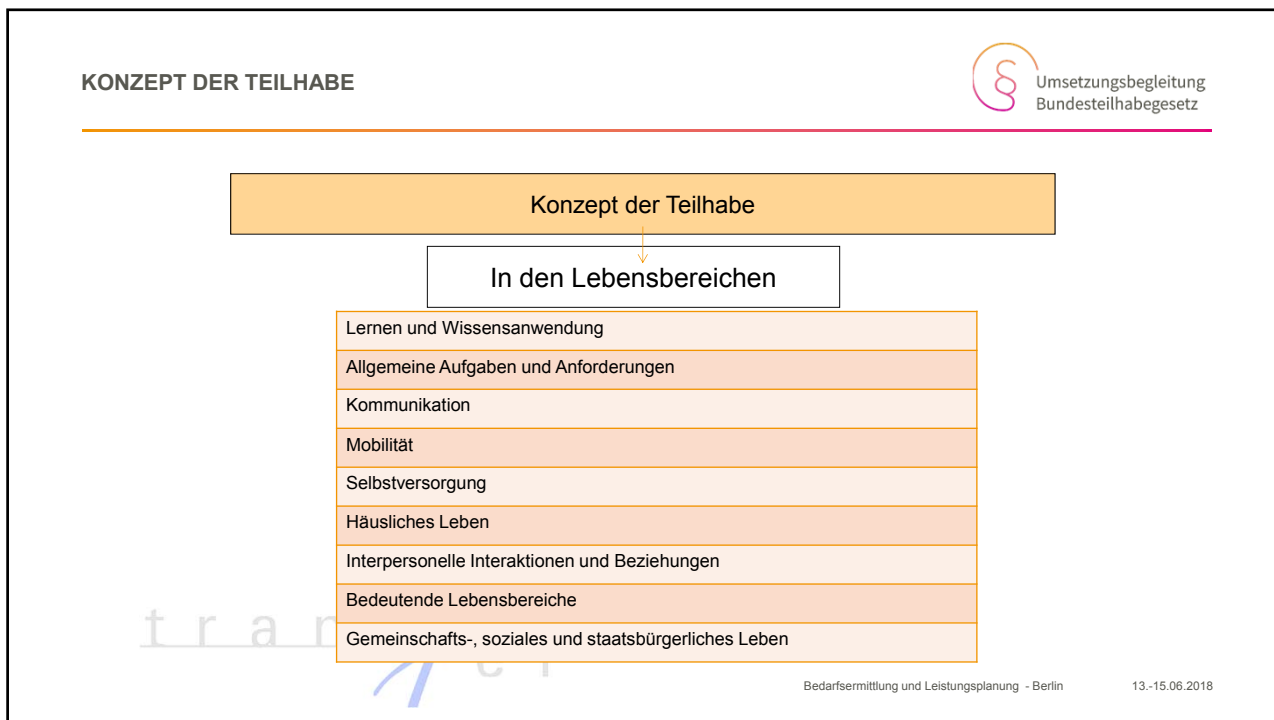 KONZEPT DER TEILHABE
Umsetzungsbegleitung
Bundesteilhabegesetz
Konzept der Teilhabe
In den Lebensbereichen
Lernen und Wissensanwendung
Allgemeine Aufgaben und Anforderungen
Kommunikation
Mobilität
Selbstversorgung
Häusliches Leben
Interpersonelle Interaktionen und Beziehungen
Bedeutende Lebensbereiche
Gemeinschafts-, soziales und staatsbürgerliches Leben
Bedarfsermittlung und Leistungsplanung - Berlin 13.-15.06.2018